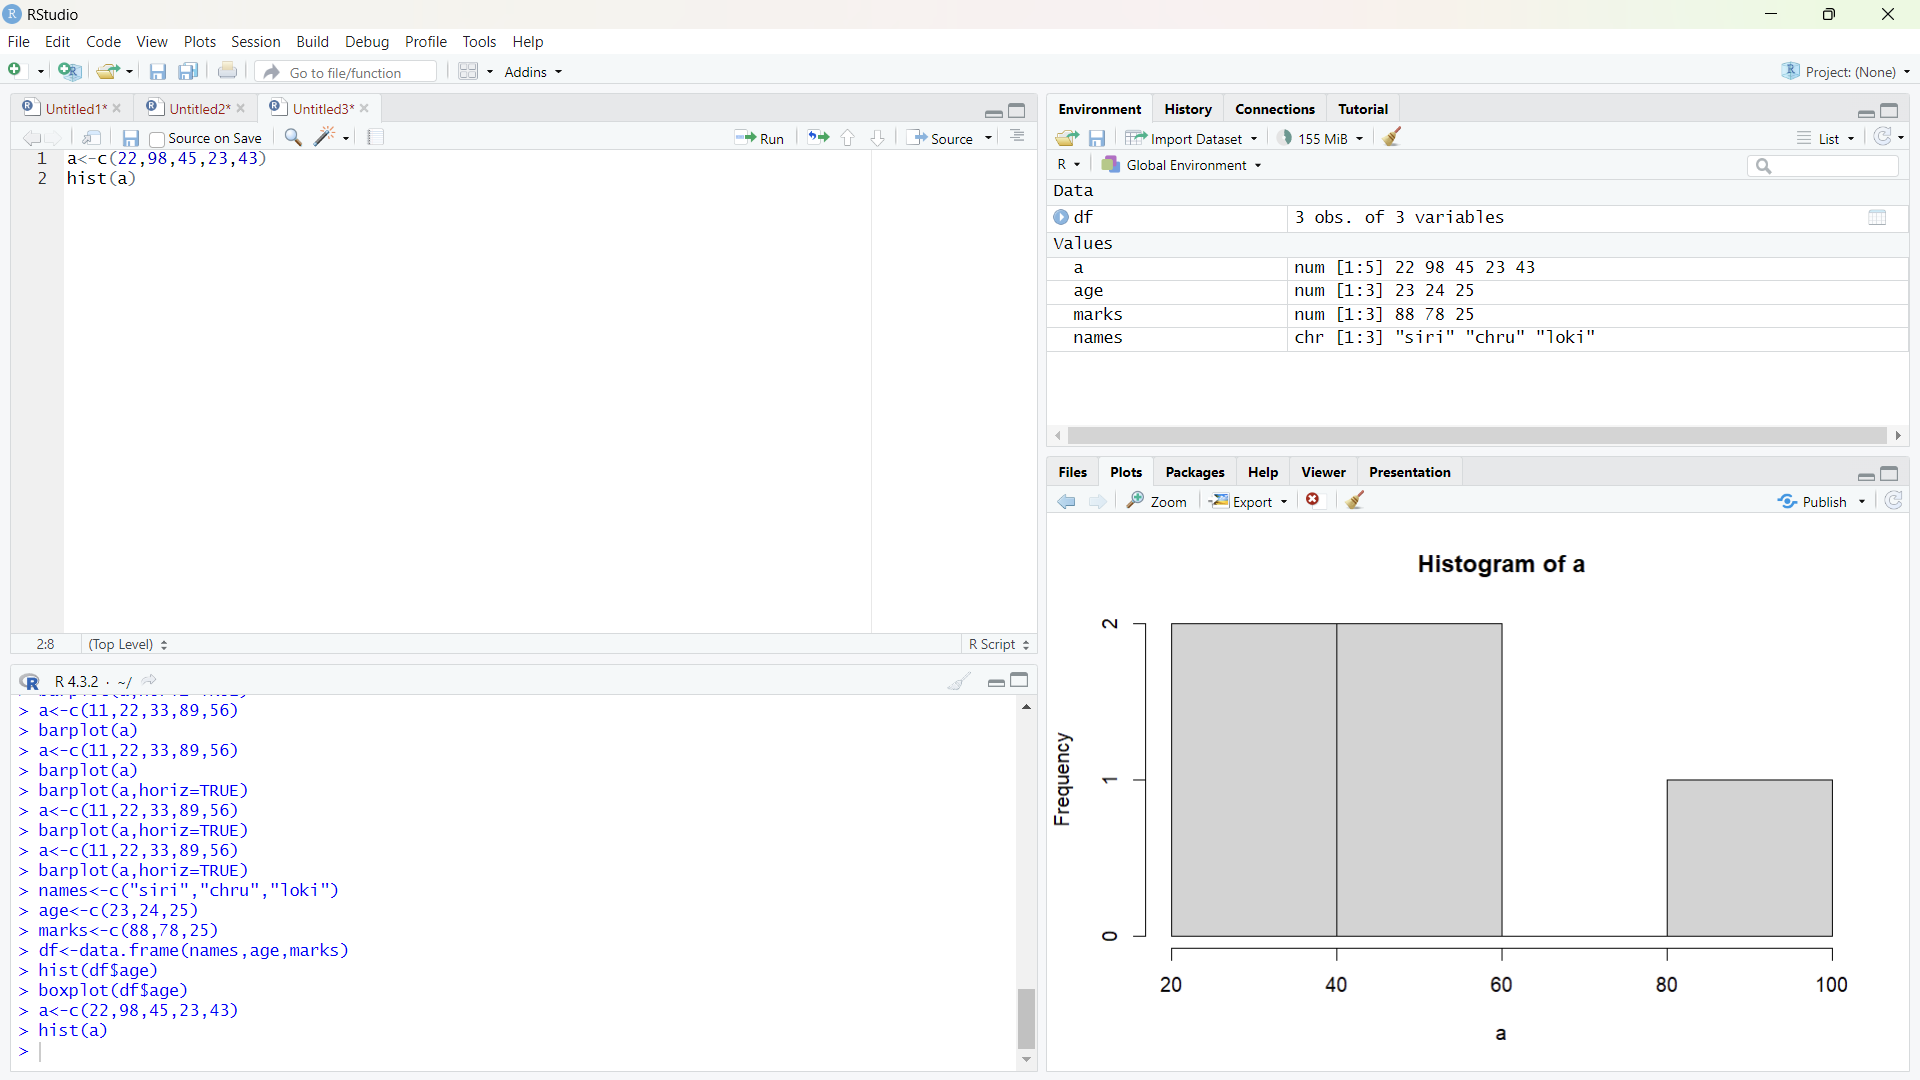 RStudio
File Edit Code View Plots Session Build Debug Profile Tools Help
Go to file/function Addins Project: (None)
Untitled1* Untitled2* Untitled3*
Source on Save Run Source
1 a<-c(22,98,45,23,43)
2 hist(a)
2:8 (Top Level) R Script
R 4.3.2 · ~/
> a<-c(11,22,33,89,56)
> barplot(a)
> a<-c(11,22,33,89,56)
> barplot(a)
> barplot(a,horiz=TRUE)
> a<-c(11,22,33,89,56)
> barplot(a,horiz=TRUE)
> a<-c(11,22,33,89,56)
> barplot(a,horiz=TRUE)
> names<-c("siri","chru","loki")
> age<-c(23,24,25)
> marks<-c(88,78,25)
> df<-data.frame(names,age,marks)
> hist(df$age)
> boxplot(df$age)
> a<-c(22,98,45,23,43)
> hist(a)
>
Environment History Connections Tutorial
Import Dataset 155 MiB List
R Global Environment
Data
df 3 obs. of 3 variables
Values
a num [1:5] 22 98 45 23 43
age num [1:3] 23 24 25
marks num [1:3] 88 78 25
names chr [1:3] "siri" "chru" "loki"
Files Plots Packages Help Viewer Presentation
Zoom Export Publish
Histogram of a
Frequency
2
1
0
20 40 60 80 100
a